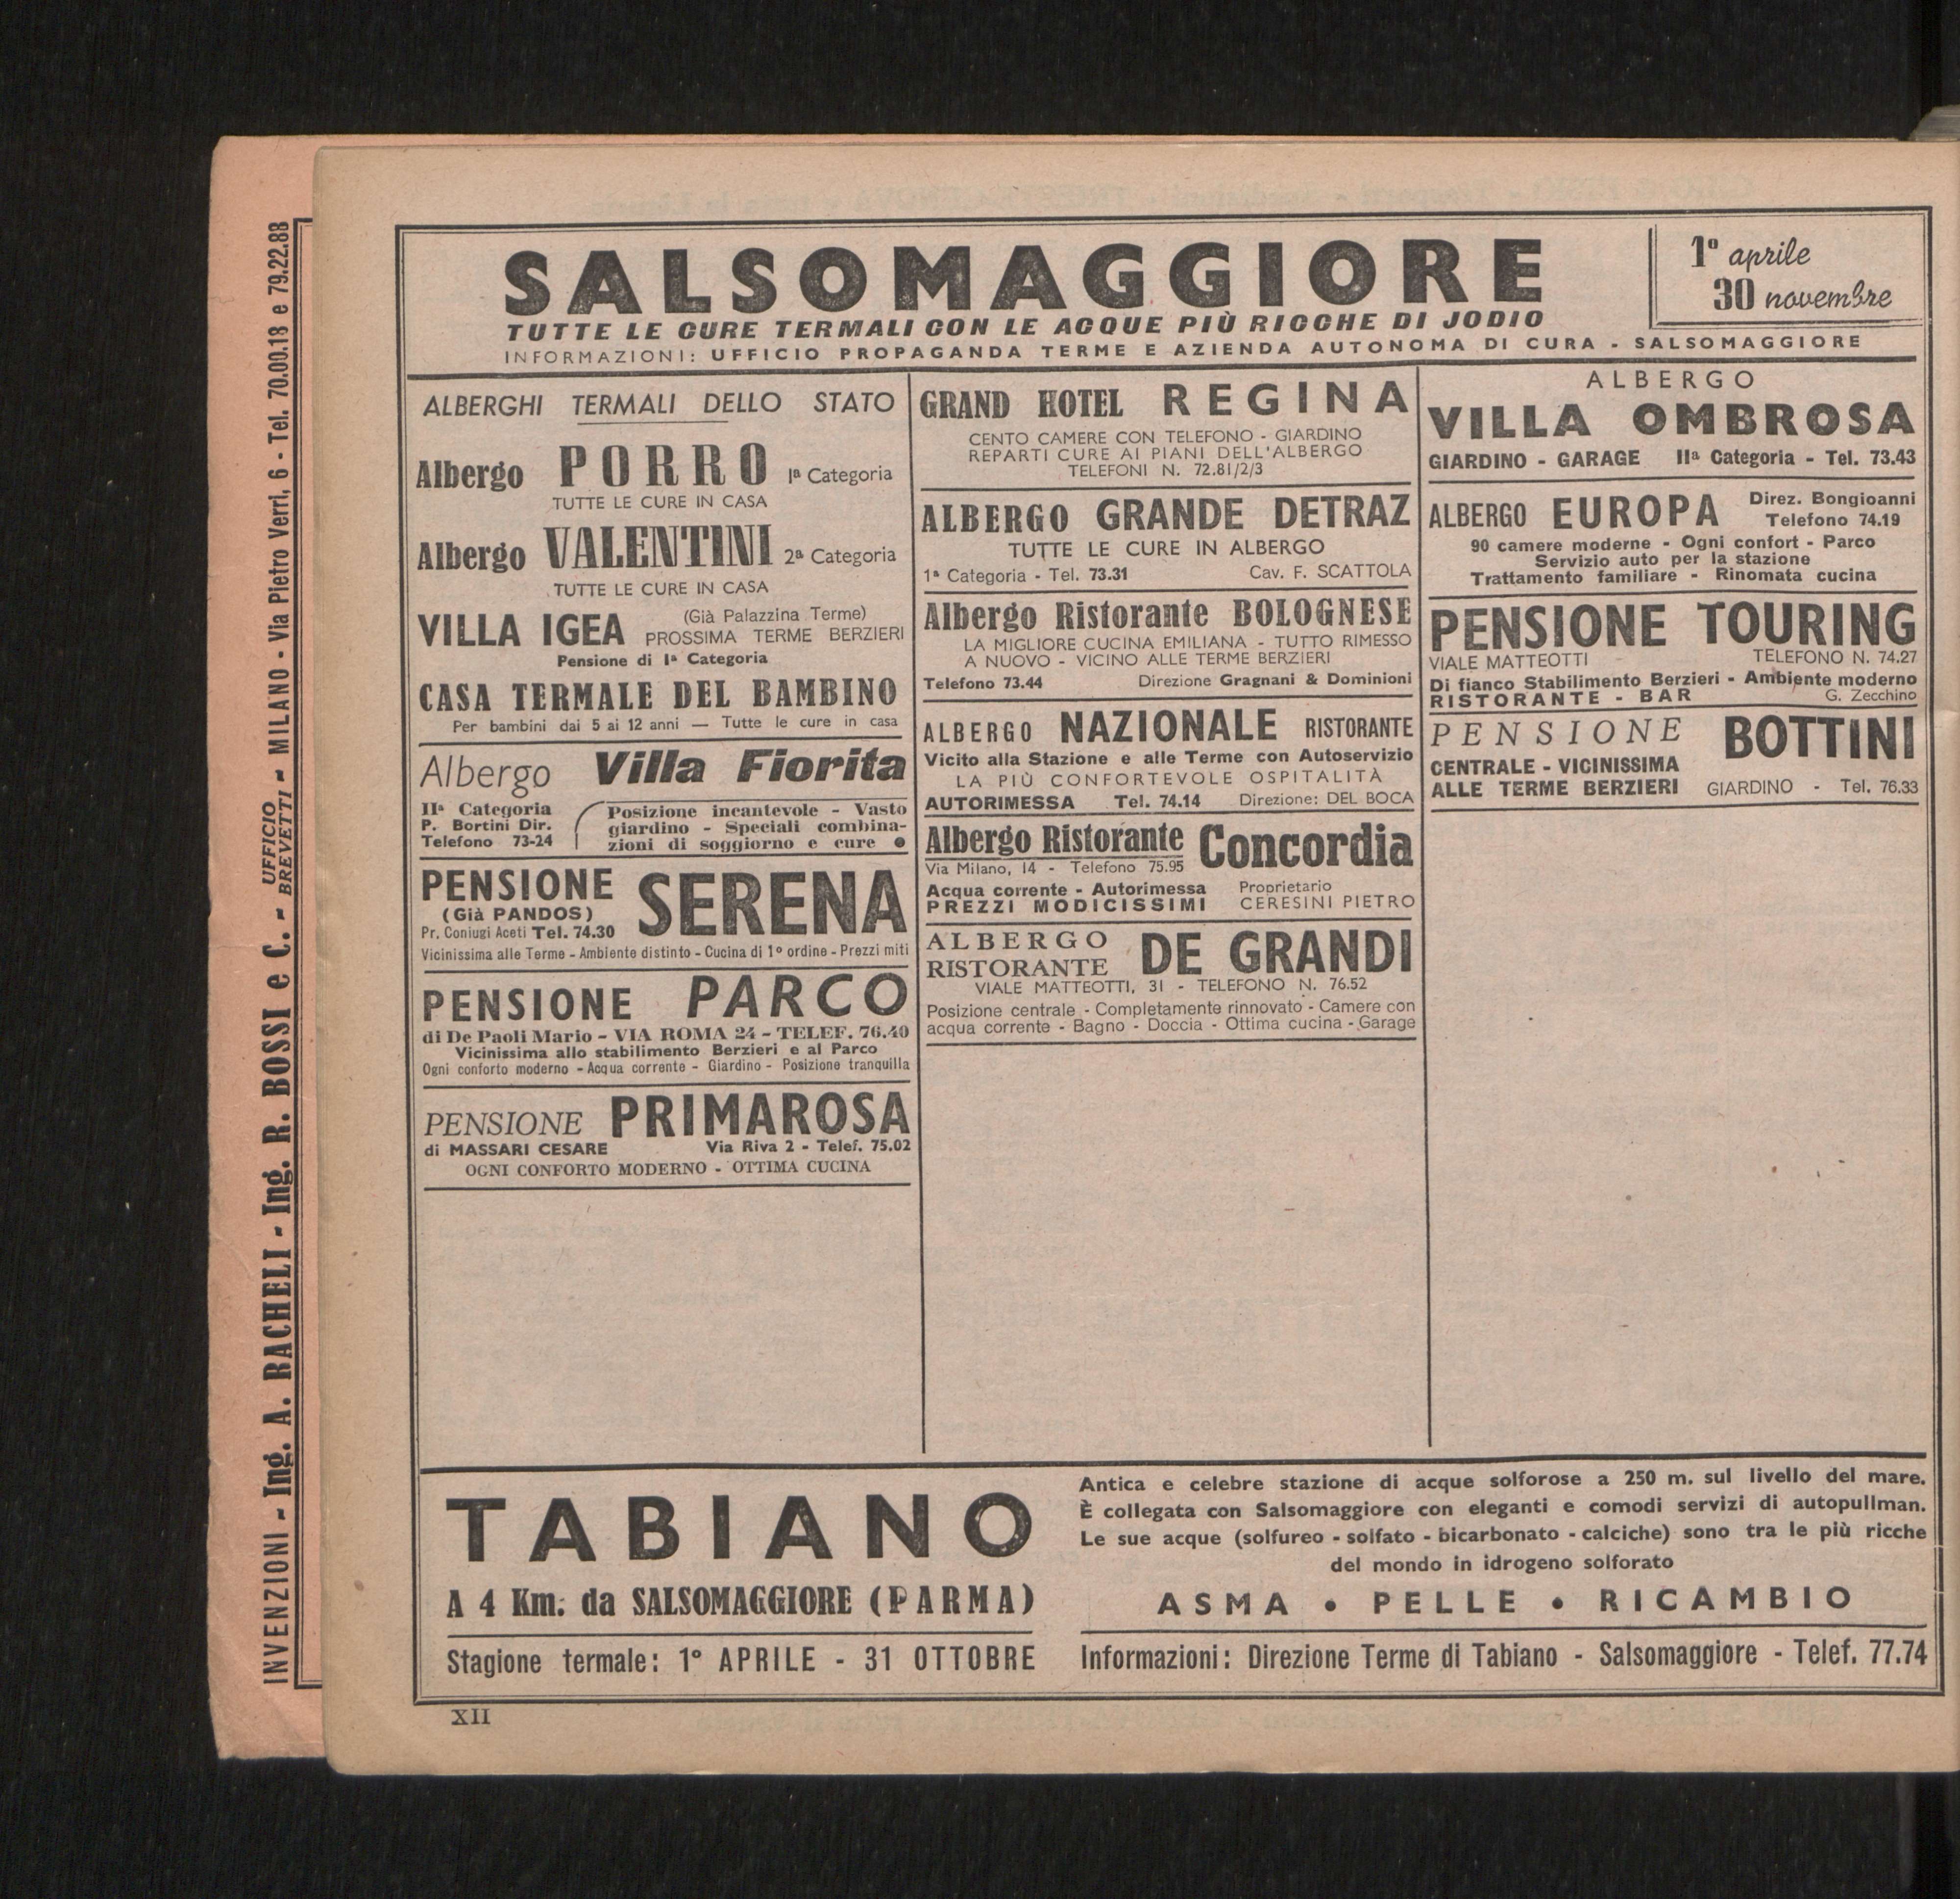 INVENZIONI - Ing. A. RACHELI - Ing. R. BOSSI e C. - UFFICIO BREVETTI - MILANO - Via Pietro Verri, 6 - Tel. 70.00.18 e 79.22.88
SALSOMAGGIORE
1º aprile
30 novembre
TUTTE LE CURE TERMALI CON LE ACQUE PIÙ RICCHE DI JODIO
INFORMAZIONI: UFFICIO PROPAGANDA TERME E AZIENDA AUTONOMA DI CURA - SALSOMAGGIORE
ALBERGHI TERMALI DELLO STATO
Albergo PORRO Iª Categoria
TUTTE LE CURE IN CASA
Albergo VALENTINI 2ª Categoria
TUTTE LE CURE IN CASA
VILLA IGEA (Già Palazzina Terme)
PROSSIMA TERME BERZIERI
Pensione di Iª Categoria
CASA TERMALE DEL BAMBINO
Per bambini dai 5 ai 12 anni — Tutte le cure in casa
Albergo Villa Fiorita
IIª Categoria
P. Bortini Dir.
Telefono 73-24
Posizione incantevole - Vasto
giardino - Speciali combina-
zioni di soggiorno e cure ●
PENSIONE SERENA
(Già PANDOS)
Pr. Coniugi Aceti Tel. 74.30
Vicinissima alle Terme - Ambiente distinto - Cucina di 1º ordine - Prezzi miti
PENSIONE PARCO
di De Paoli Mario - VIA ROMA 24 - TELEF. 76.40
Vicinissima allo stabilimento Berzieri e al Parco
Ogni conforto moderno - Acqua corrente - Giardino - Posizione tranquilla
PENSIONE PRIMAROSA
di MASSARI CESARE Via Riva 2 - Telef. 75.02
OGNI CONFORTO MODERNO - OTTIMA CUCINA
GRAND HOTEL REGINA
CENTO CAMERE CON TELEFONO - GIARDINO
REPARTI CURE AI PIANI DELL'ALBERGO
TELEFONI N. 72.81/2/3
ALBERGO GRANDE DETRAZ
TUTTE LE CURE IN ALBERGO
1ª Categoria - Tel. 73.31 Cav. F. SCATTOLA
Albergo Ristorante BOLOGNESE
LA MIGLIORE CUCINA EMILIANA - TUTTO RIMESSO
A NUOVO - VICINO ALLE TERME BERZIERI
Telefono 73.44 Direzione Gragnani & Dominioni
ALBERGO NAZIONALE RISTORANTE
Vicito alla Stazione e alle Terme con Autoservizio
LA PIÙ CONFORTEVOLE OSPITALITÀ
AUTORIMESSA Tel. 74.14 Direzione: DEL BOCA
Albergo Ristorante Concordia
Via Milano, 14 - Telefono 75.95
Acqua corrente - Autorimessa Proprietario
PREZZI MODICISSIMI CERESINI PIETRO
ALBERGO
RISTORANTE DE GRANDI
VIALE MATTEOTTI, 31 - TELEFONO N. 76.52
Posizione centrale - Completamente rinnovato - Camere con
acqua corrente - Bagno - Doccia - Ottima cucina - Garage
ALBERGO
VILLA OMBROSA
GIARDINO - GARAGE IIª Categoria - Tel. 73.43
ALBERGO EUROPA Direz. Bongioanni
Telefono 74.19
90 camere moderne - Ogni confort - Parco
Servizio auto per la stazione
Trattamento familiare - Rinomata cucina
PENSIONE TOURING
VIALE MATTEOTTI TELEFONO N. 74.27
Di fianco Stabilimento Berzieri - Ambiente moderno
RISTORANTE - BAR G. Zecchino
PENSIONE BOTTINI
CENTRALE - VICINISSIMA
ALLE TERME BERZIERI GIARDINO - Tel. 76.33
TABIANO
A 4 Km. da SALSOMAGGIORE (PARMA)
Stagione termale: 1º APRILE - 31 OTTOBRE
Antica e celebre stazione di acque solforose a 250 m. sul livello del mare.
È collegata con Salsomaggiore con eleganti e comodi servizi di autopullman.
Le sue acque (solfureo - solfato - bicarbonato - calciche) sono tra le più ricche
del mondo in idrogeno solforato
ASMA • PELLE • RICAMBIO
Informazioni: Direzione Terme di Tabiano - Salsomaggiore - Telef. 77.74
XII